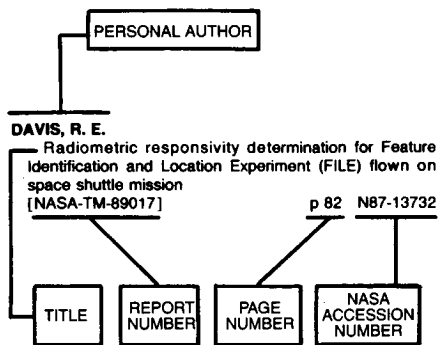 PERSONAL AUTHOR
DAVIS, R. E.
Radiometric responsivity determination for Feature
Identification and Location Experiment (FILE) flown on
space shuttle mission
[NASA-TM-89017] p 82 N87-13732
TITLE
REPORT
NUMBER
PAGE
NUMBER
NASA
ACCESSION
NUMBER